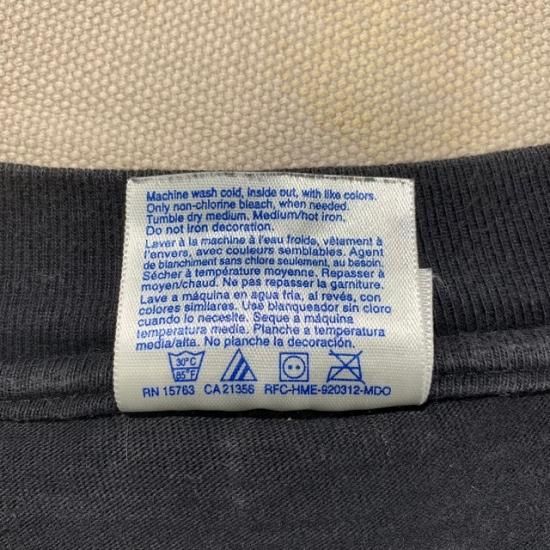 Machine wash cold, inside out, with like colors.
Only non-chlorine bleach, when needed.
Tumble dry medium. Medium/hot iron.
Do not iron decoration.
Laver à la machine à l'eau froide, vêtement à
l'envers, avec couleurs semblables. Agent
de blanchiment sans chlore seulement, au besoin.
Sécher à température moyenne. Repasser à
moyen/chaud. Ne pas repasser la garniture.
Lave a máquina en agua fria, al revés, con
colores similares. Use blanqueador sin cloro
cuando lo necesite. Seque a máquina
temperatura media. Planche a temperatura
media/alta. No planche la decoración.
30°C
85°F
RN 15763 CA 21356 RFC-HME-920312-MDO